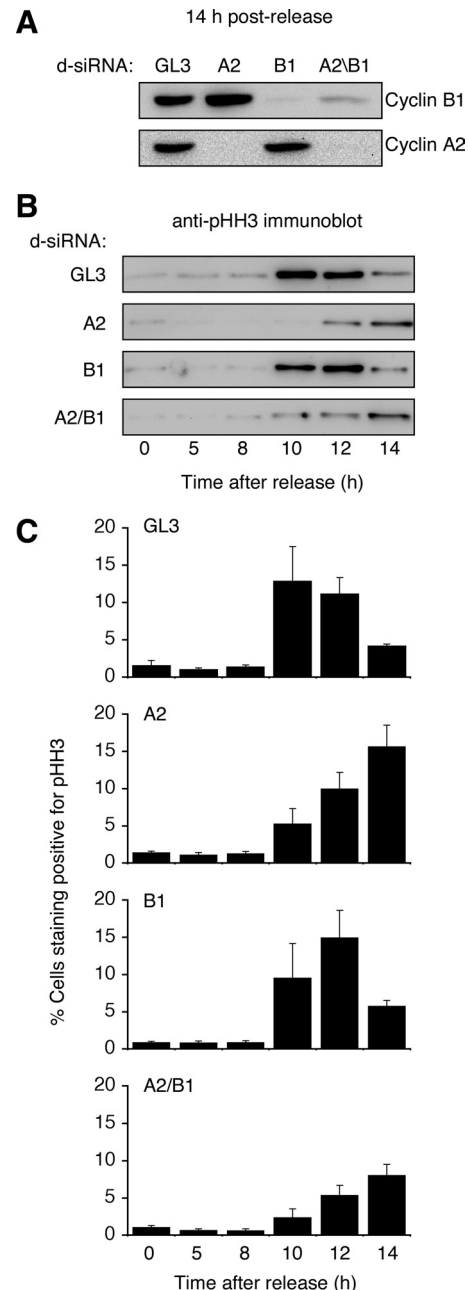 A
14 h post-release
d-siRNA: GL3 A2 B1 A2\B1
Cyclin B1
Cyclin A2
B
anti-pHH3 immunoblot
d-siRNA:
GL3
A2
B1
A2/B1
0 5 8 10 12 14
Time after release (h)
C
% Cells staining positive for pHH3
GL3
20
15
10
5
0
A2
20
15
10
5
0
B1
20
15
10
5
0
A2/B1
20
15
10
5
0
0 5 8 10 12 14
Time after release (h)